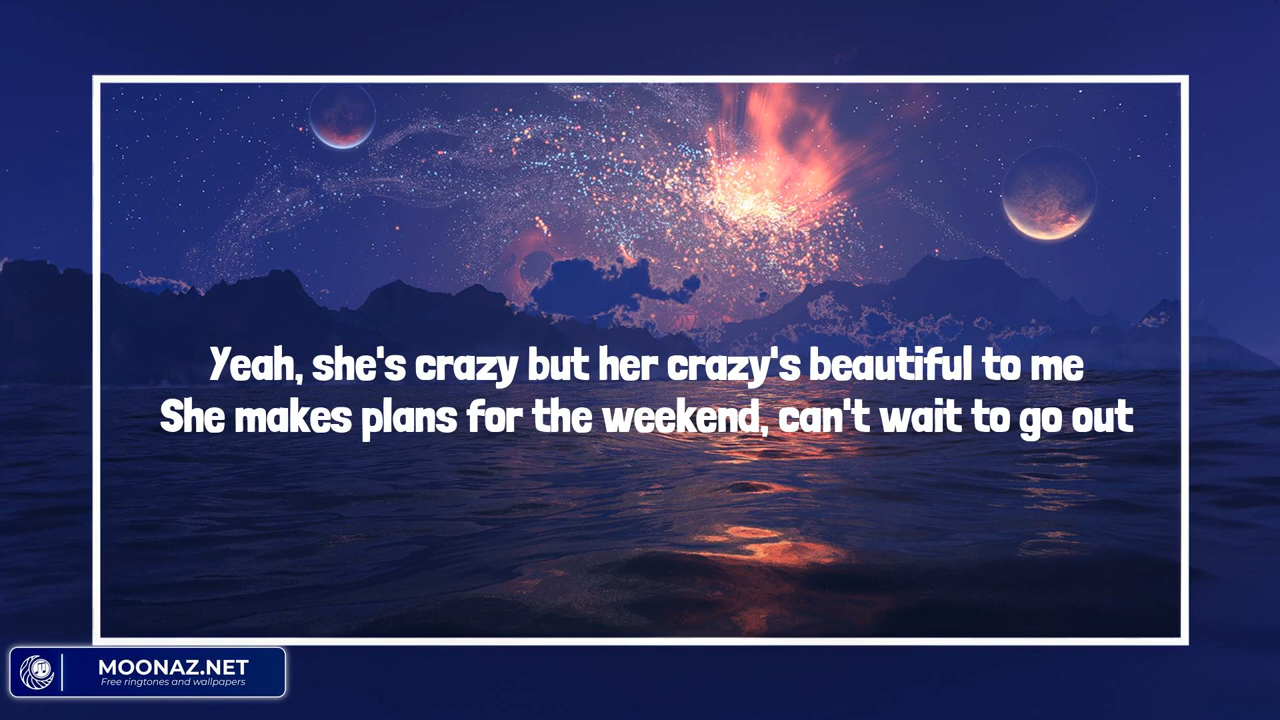 Yeah, she's crazy but her crazy's beautiful to me
She makes plans for the weekend, can't wait to go out
MOONAZ.NET
Free ringtones and wallpapers